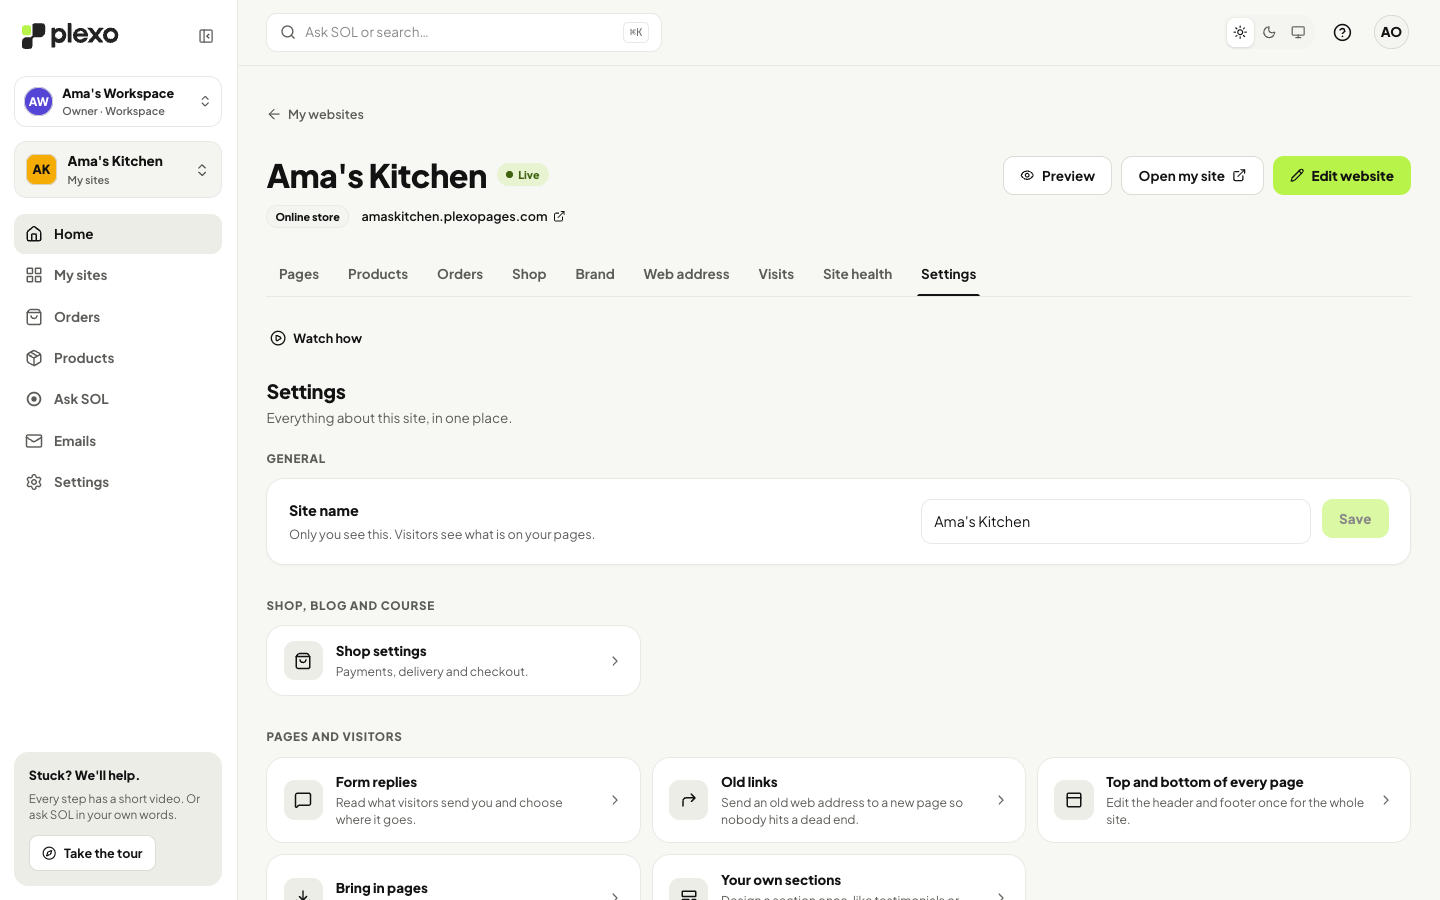 plexo
Ask SOL or search...
⌘K
AO
AW
Ama's Workspace
Owner · Workspace
AK
Ama's Kitchen
My sites
Home
My sites
Orders
Products
Ask SOL
Emails
Settings
Stuck? We'll help.
Every step has a short video. Or
ask SOL in your own words.
Take the tour
My websites
Ama's Kitchen
Live
Preview
Open my site
Edit website
Online store
amaskitchen.plexopages.com
Pages
Products
Orders
Shop
Brand
Web address
Visits
Site health
Settings
Watch how
Settings
Everything about this site, in one place.
GENERAL
Site name
Only you see this. Visitors see what is on your pages.
Ama's Kitchen
Save
SHOP, BLOG AND COURSE
Shop settings
Payments, delivery and checkout.
PAGES AND VISITORS
Form replies
Read what visitors send you and choose
where it goes.
Old links
Send an old web address to a new page so
nobody hits a dead end.
Top and bottom of every page
Edit the header and footer once for the whole
site.
Bring in pages
Your own sections
Design a section once, like testimonials or